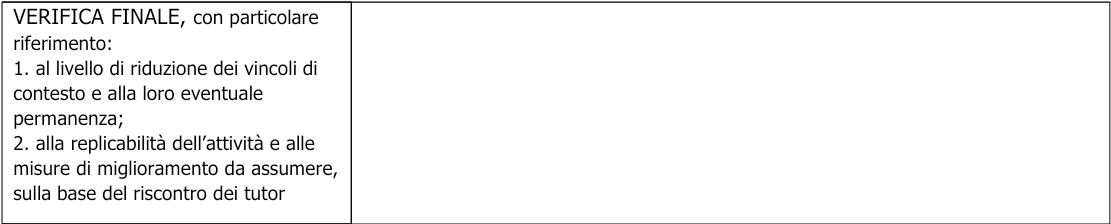 VERIFICA FINALE, con particolare
riferimento:
1. al livello di riduzione dei vincoli di
contesto e alla loro eventuale
permanenza;
2. alla replicabilità dell’attività e alle
misure di miglioramento da assumere,
sulla base del riscontro dei tutor